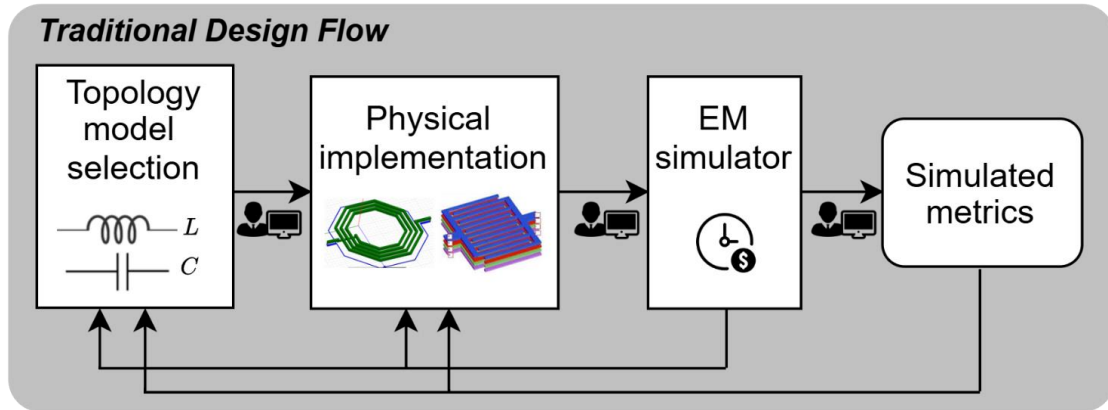 Traditional Design Flow
Topology
model
selection
L
C
Physical
implementation
EM
simulator
$
Simulated
metrics